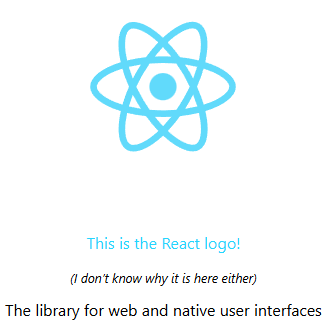 This is the React logo!
(I don't know why it is here either)
The library for web and native user interfaces